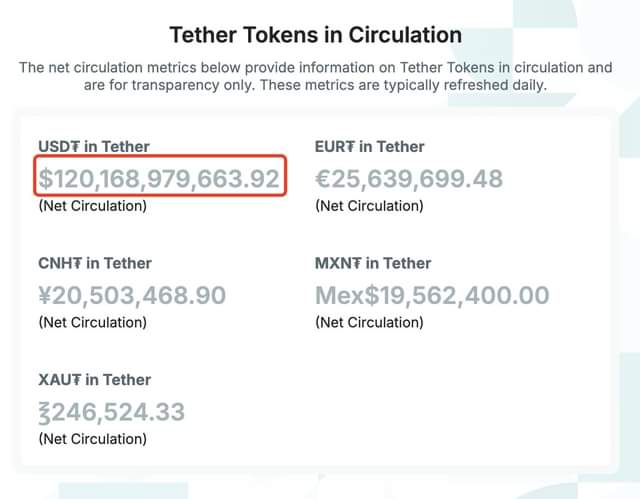 Tether Tokens in Circulation
The net circulation metrics below provide information on Tether Tokens in circulation and
are for transparency only. These metrics are typically refreshed daily.
USD₮ in Tether
$120,168,979,663.92
(Net Circulation)
EUR₮ in Tether
€25,639,699.48
(Net Circulation)
CNH₮ in Tether
¥20,503,468.90
(Net Circulation)
MXN₮ in Tether
Mex$19,562,400.00
(Net Circulation)
XAU₮ in Tether
℥246,524.33
(Net Circulation)